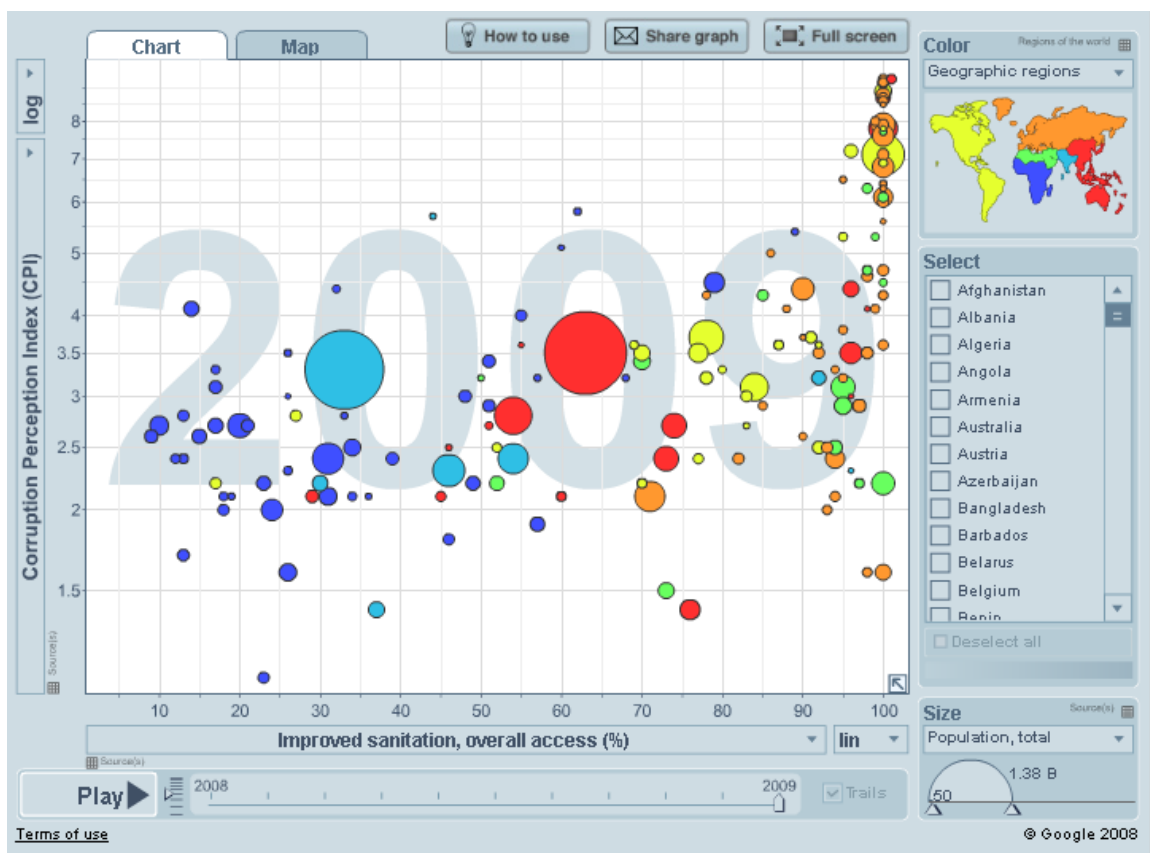 Chart
Map
How to use
Share graph
Full screen
log
Corruption Perception Index (CPI)
Source(s)
2009
8
7
6
5
4
3.5
3
2.5
2
1.5
10 20 30 40 50 60 70 80 90 100
Improved sanitation, overall access (%)
lin
Source(s)
Play
2008
2009
Trails
Terms of use
Color
Regions of the world
Geographic regions
Select
Afghanistan
Albania
Algeria
Angola
Armenia
Australia
Austria
Azerbaijan
Bangladesh
Barbados
Belarus
Belgium
Benin
Deselect all
Size
Source(s)
Population, total
1.38 B
50
© Google 2008